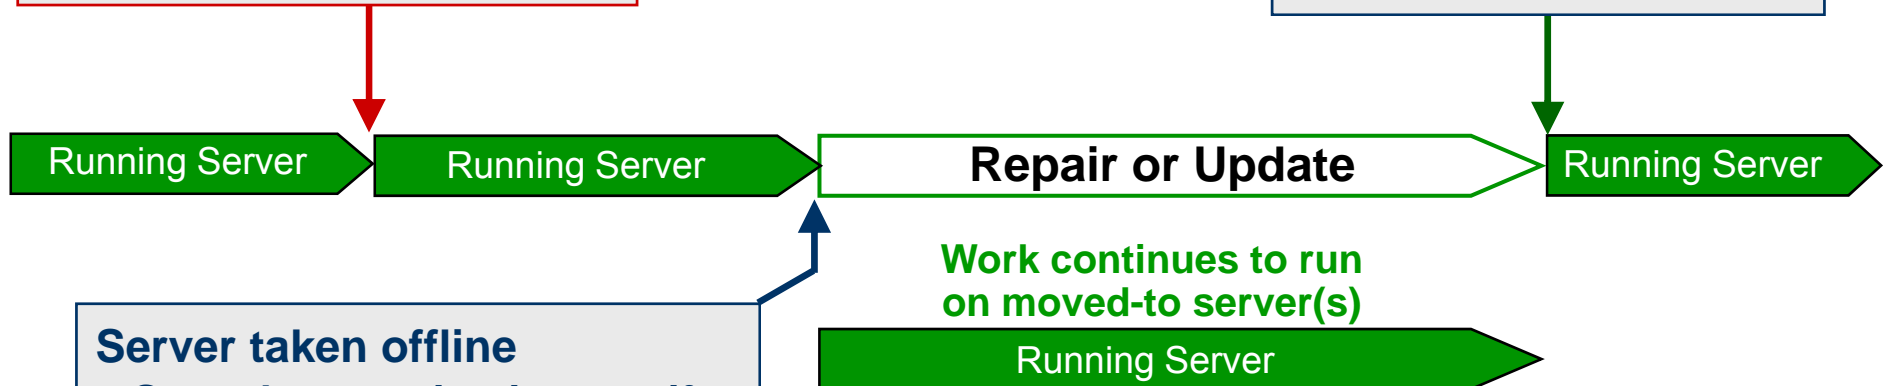 Running Server
Running Server
Repair or Update
Running Server
Work continues to run
on moved-to server(s)
Server taken offline
Running Server